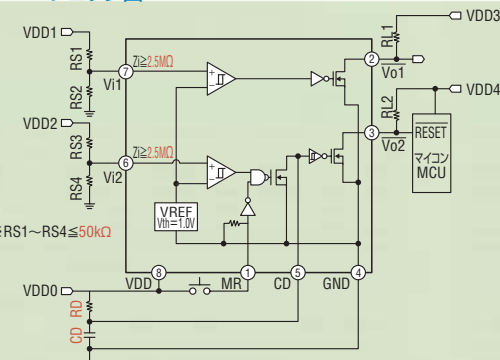 VDD3
VDD1
RL1
RS1
Zi≧2.5MΩ
7
Vi1
2
Vo1
RS2
RL2
VDD4
VDD2
RS3
Zi≧2.5MΩ
6
Vi2
3
Vo2
RESET
マイコン
MCU
RS4
VREF
Vth=1.0V
※RS1~RS4≦50kΩ
8
1
5
4
VDD
MR
CD
GND
VDD0
RD
CD